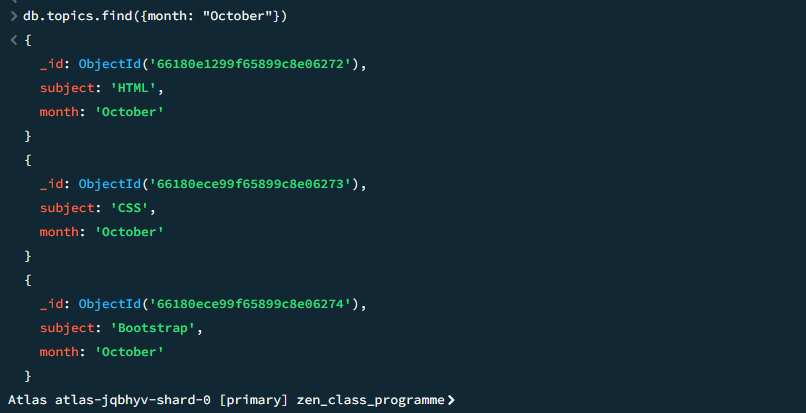 > db.topics.find({month: "October"})
< {
_id: ObjectId('66180e1299f65899c8e06272'),
subject: 'HTML',
month: 'October'
}
{
_id: ObjectId('66180ece99f65899c8e06273'),
subject: 'CSS',
month: 'October'
}
{
_id: ObjectId('66180ece99f65899c8e06274'),
subject: 'Bootstrap',
month: 'October'
}
Atlas atlas-jqbhyv-shard-0 [primary] zen_class_programme>